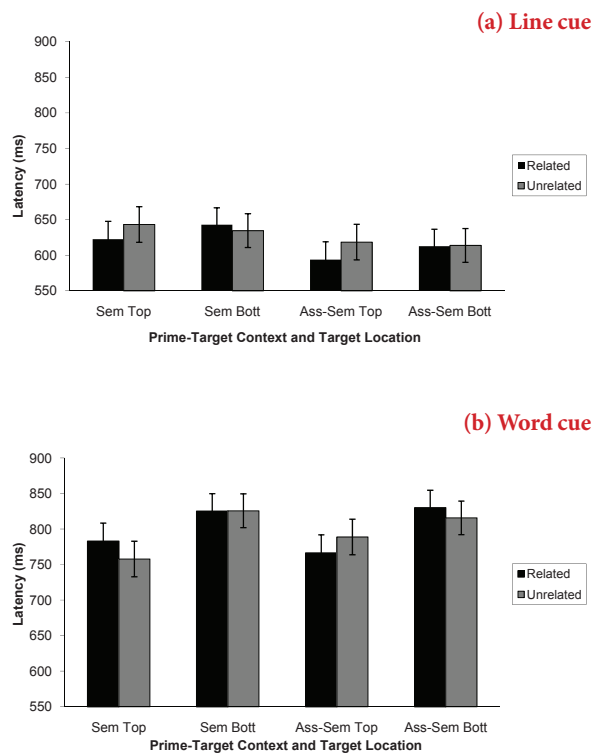 (a) Line cue
900
850
800
750
700
650
600
550
Latency (ms)
Related
Unrelated
Sem Top Sem Bott Ass-Sem Top Ass-Sem Bott
Prime-Target Context and Target Location
(b) Word cue
900
850
800
750
700
650
600
550
Latency (ms)
Related
Unrelated
Sem Top Sem Bott Ass-Sem Top Ass-Sem Bott
Prime-Target Context and Target Location